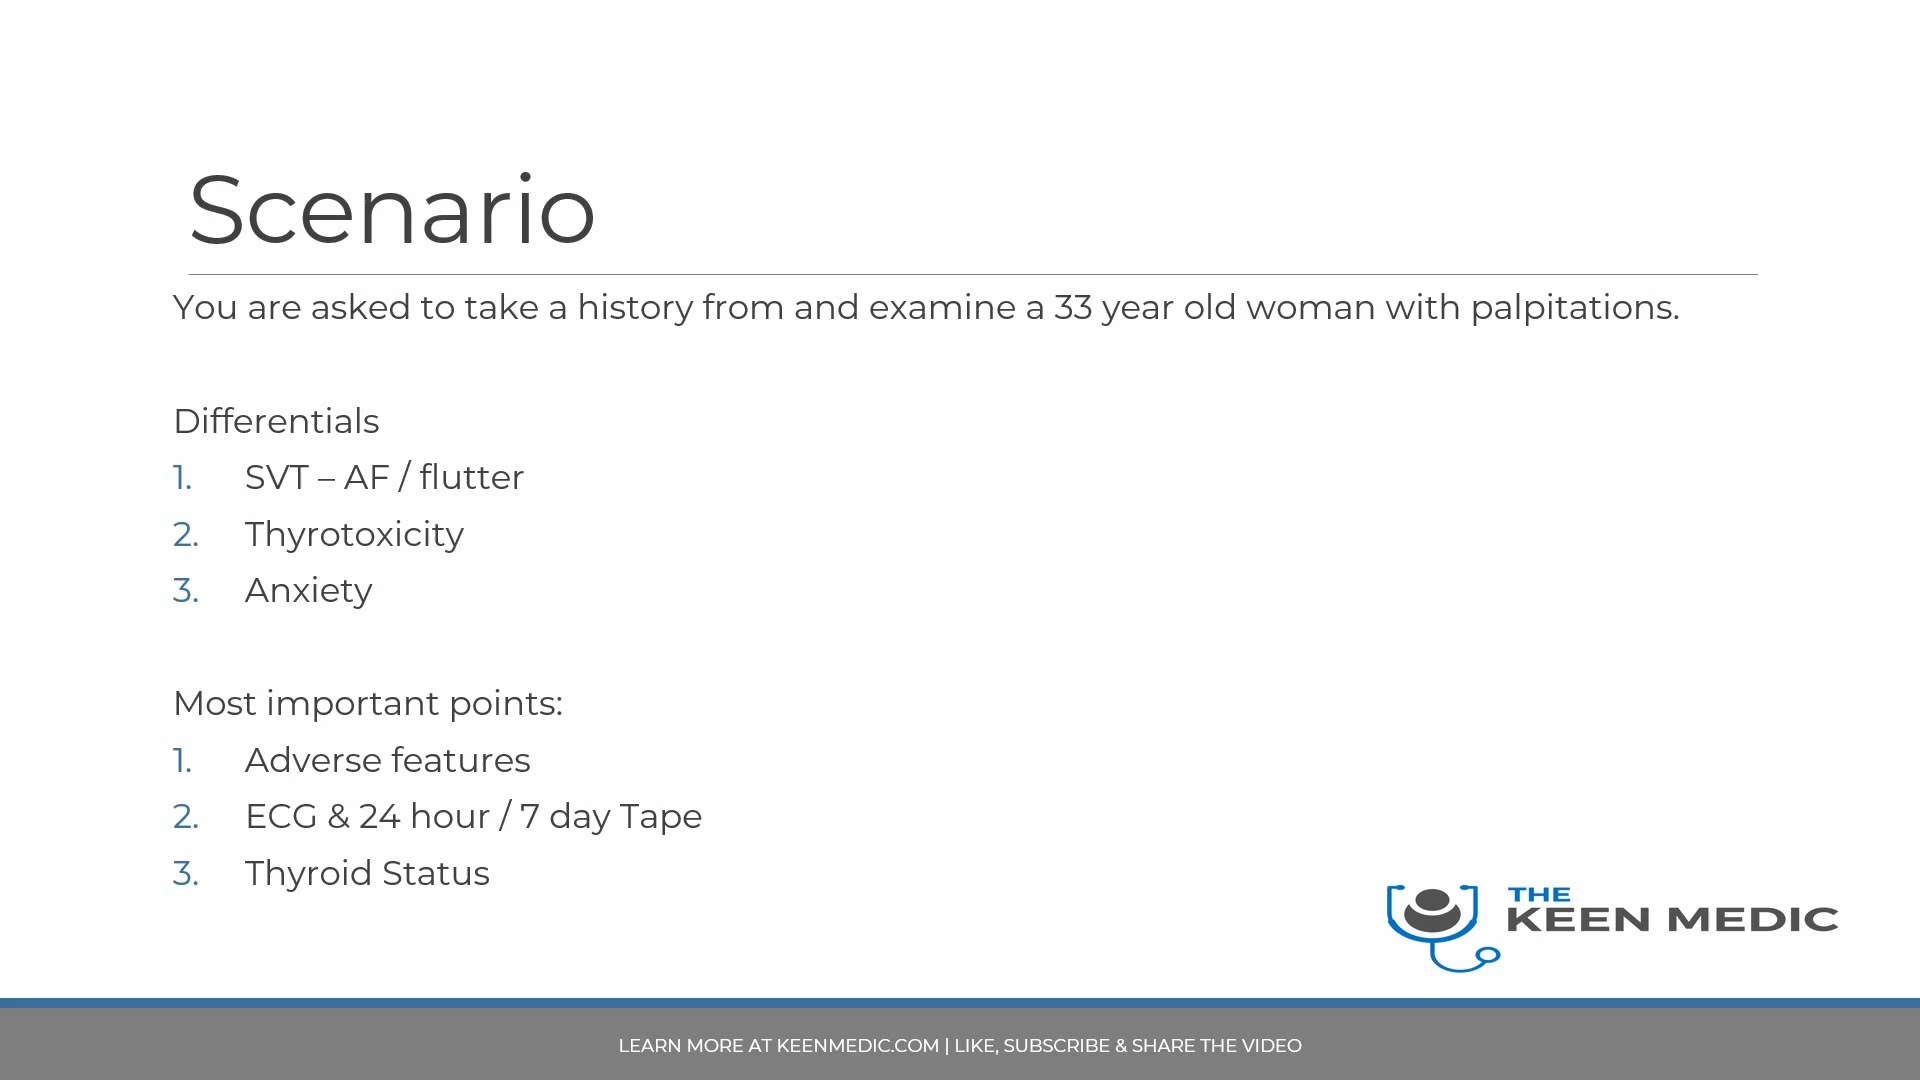 Scenario
You are asked to take a history from and examine a 33 year old woman with palpitations.
Differentials
1. SVT – AF / flutter
2. Thyrotoxicity
3. Anxiety
Most important points:
1. Adverse features
2. ECG & 24 hour / 7 day Tape
3. Thyroid Status
THE
KEEN MEDIC
LEARN MORE AT KEENMEDIC.COM | LIKE, SUBSCRIBE & SHARE THE VIDEO